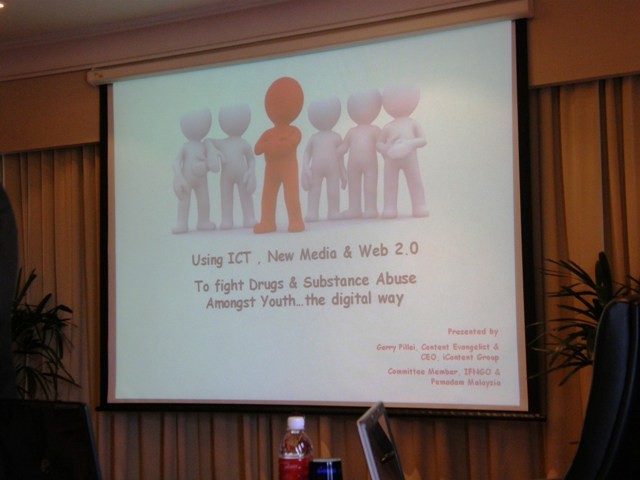 Using ICT , New Media & Web 2.0
To fight Drugs & Substance Abuse
Amongst Youth...the digital way
Presented by
Gerry Pillai, Content Evangelist &
CEO, iContent Group
Committee Member, IFNGO &
Pemadam Malaysia